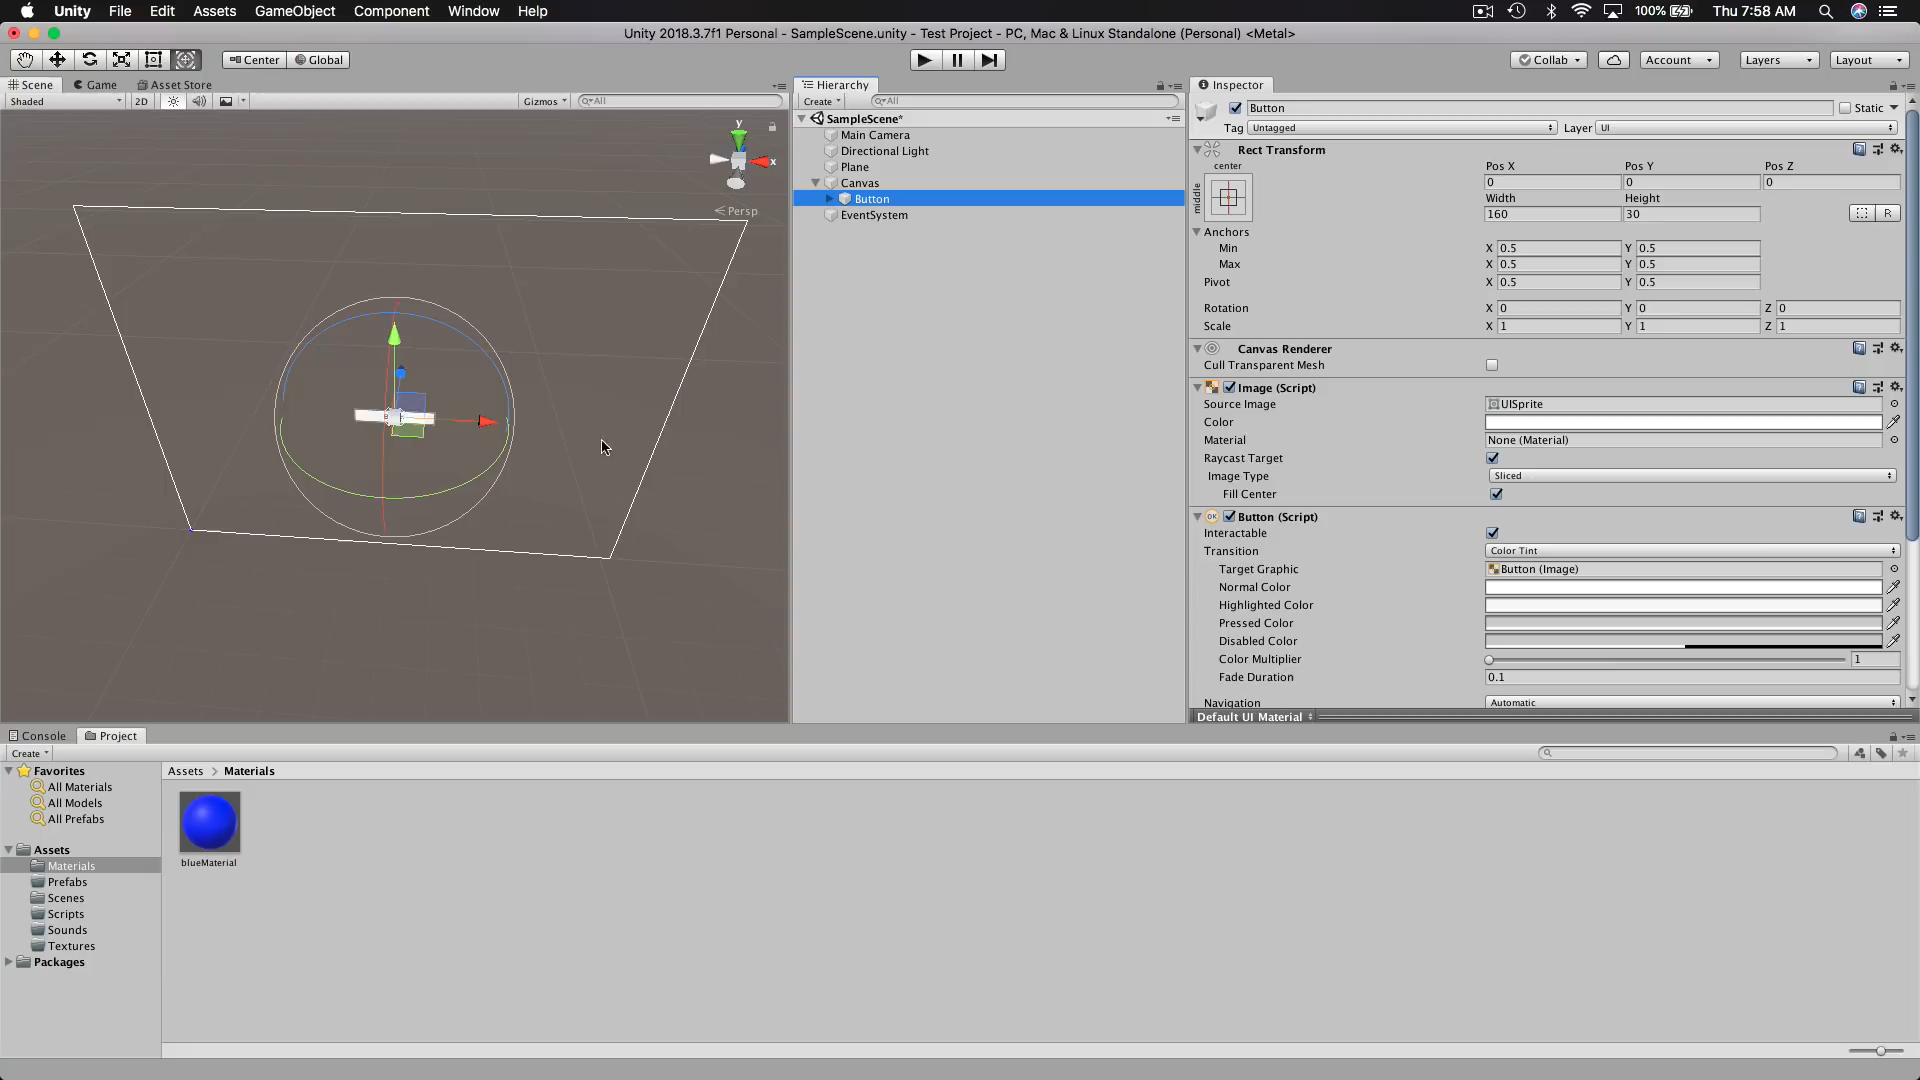 Unity File Edit Assets GameObject Component Window Help 100% Thu 7:58 AM
Unity 2018.3.7f1 Personal - SampleScene.unity - Test Project - PC, Mac & Linux Standalone (Personal) <Metal>
Center Global Collab Account Layers Layout
Scene Game Asset Store
Shaded 2D Gizmos All
y
x
Persp
Hierarchy
Create All
SampleScene*
Main Camera
Directional Light
Plane
Canvas
Button
EventSystem
Inspector
Button Static
Tag Untagged Layer UI
Rect Transform
center
middle
Pos X Pos Y Pos Z
0 0 0
Width Height
160 30
R
Anchors
Min X 0.5 Y 0.5
Max X 0.5 Y 0.5
Pivot X 0.5 Y 0.5
Rotation X 0 Y 0 Z 0
Scale X 1 Y 1 Z 1
Canvas Renderer
Cull Transparent Mesh
Image (Script)
Source Image UISprite
Color
Material None (Material)
Raycast Target
Image Type Sliced
Fill Center
OK Button (Script)
Interactable
Transition Color Tint
Target Graphic Button (Image)
Normal Color
Highlighted Color
Pressed Color
Disabled Color
Color Multiplier 1
Fade Duration 0.1
Navigation Automatic
Default UI Material
Console Project
Create
Favorites
All Materials
All Models
All Prefabs
Assets
Materials
Prefabs
Scenes
Scripts
Sounds
Textures
Packages
Assets > Materials
blueMaterial